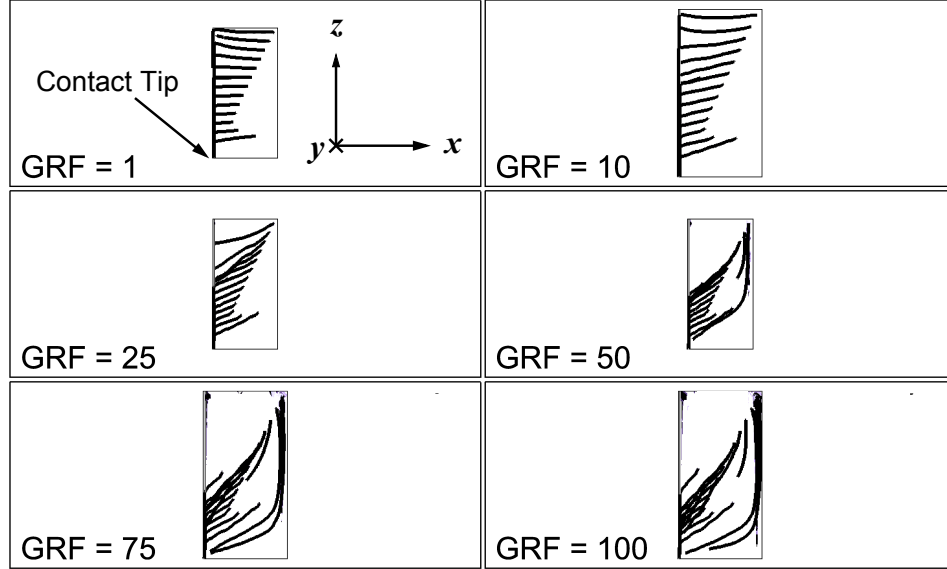 z
Contact Tip
y
x
GRF = 1
GRF = 10
GRF = 25
GRF = 50
GRF = 75
GRF = 100